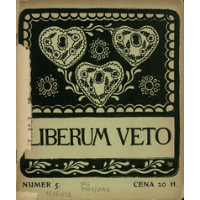 LIBERUM VETO
NUMER 5.
CENA 20 H.